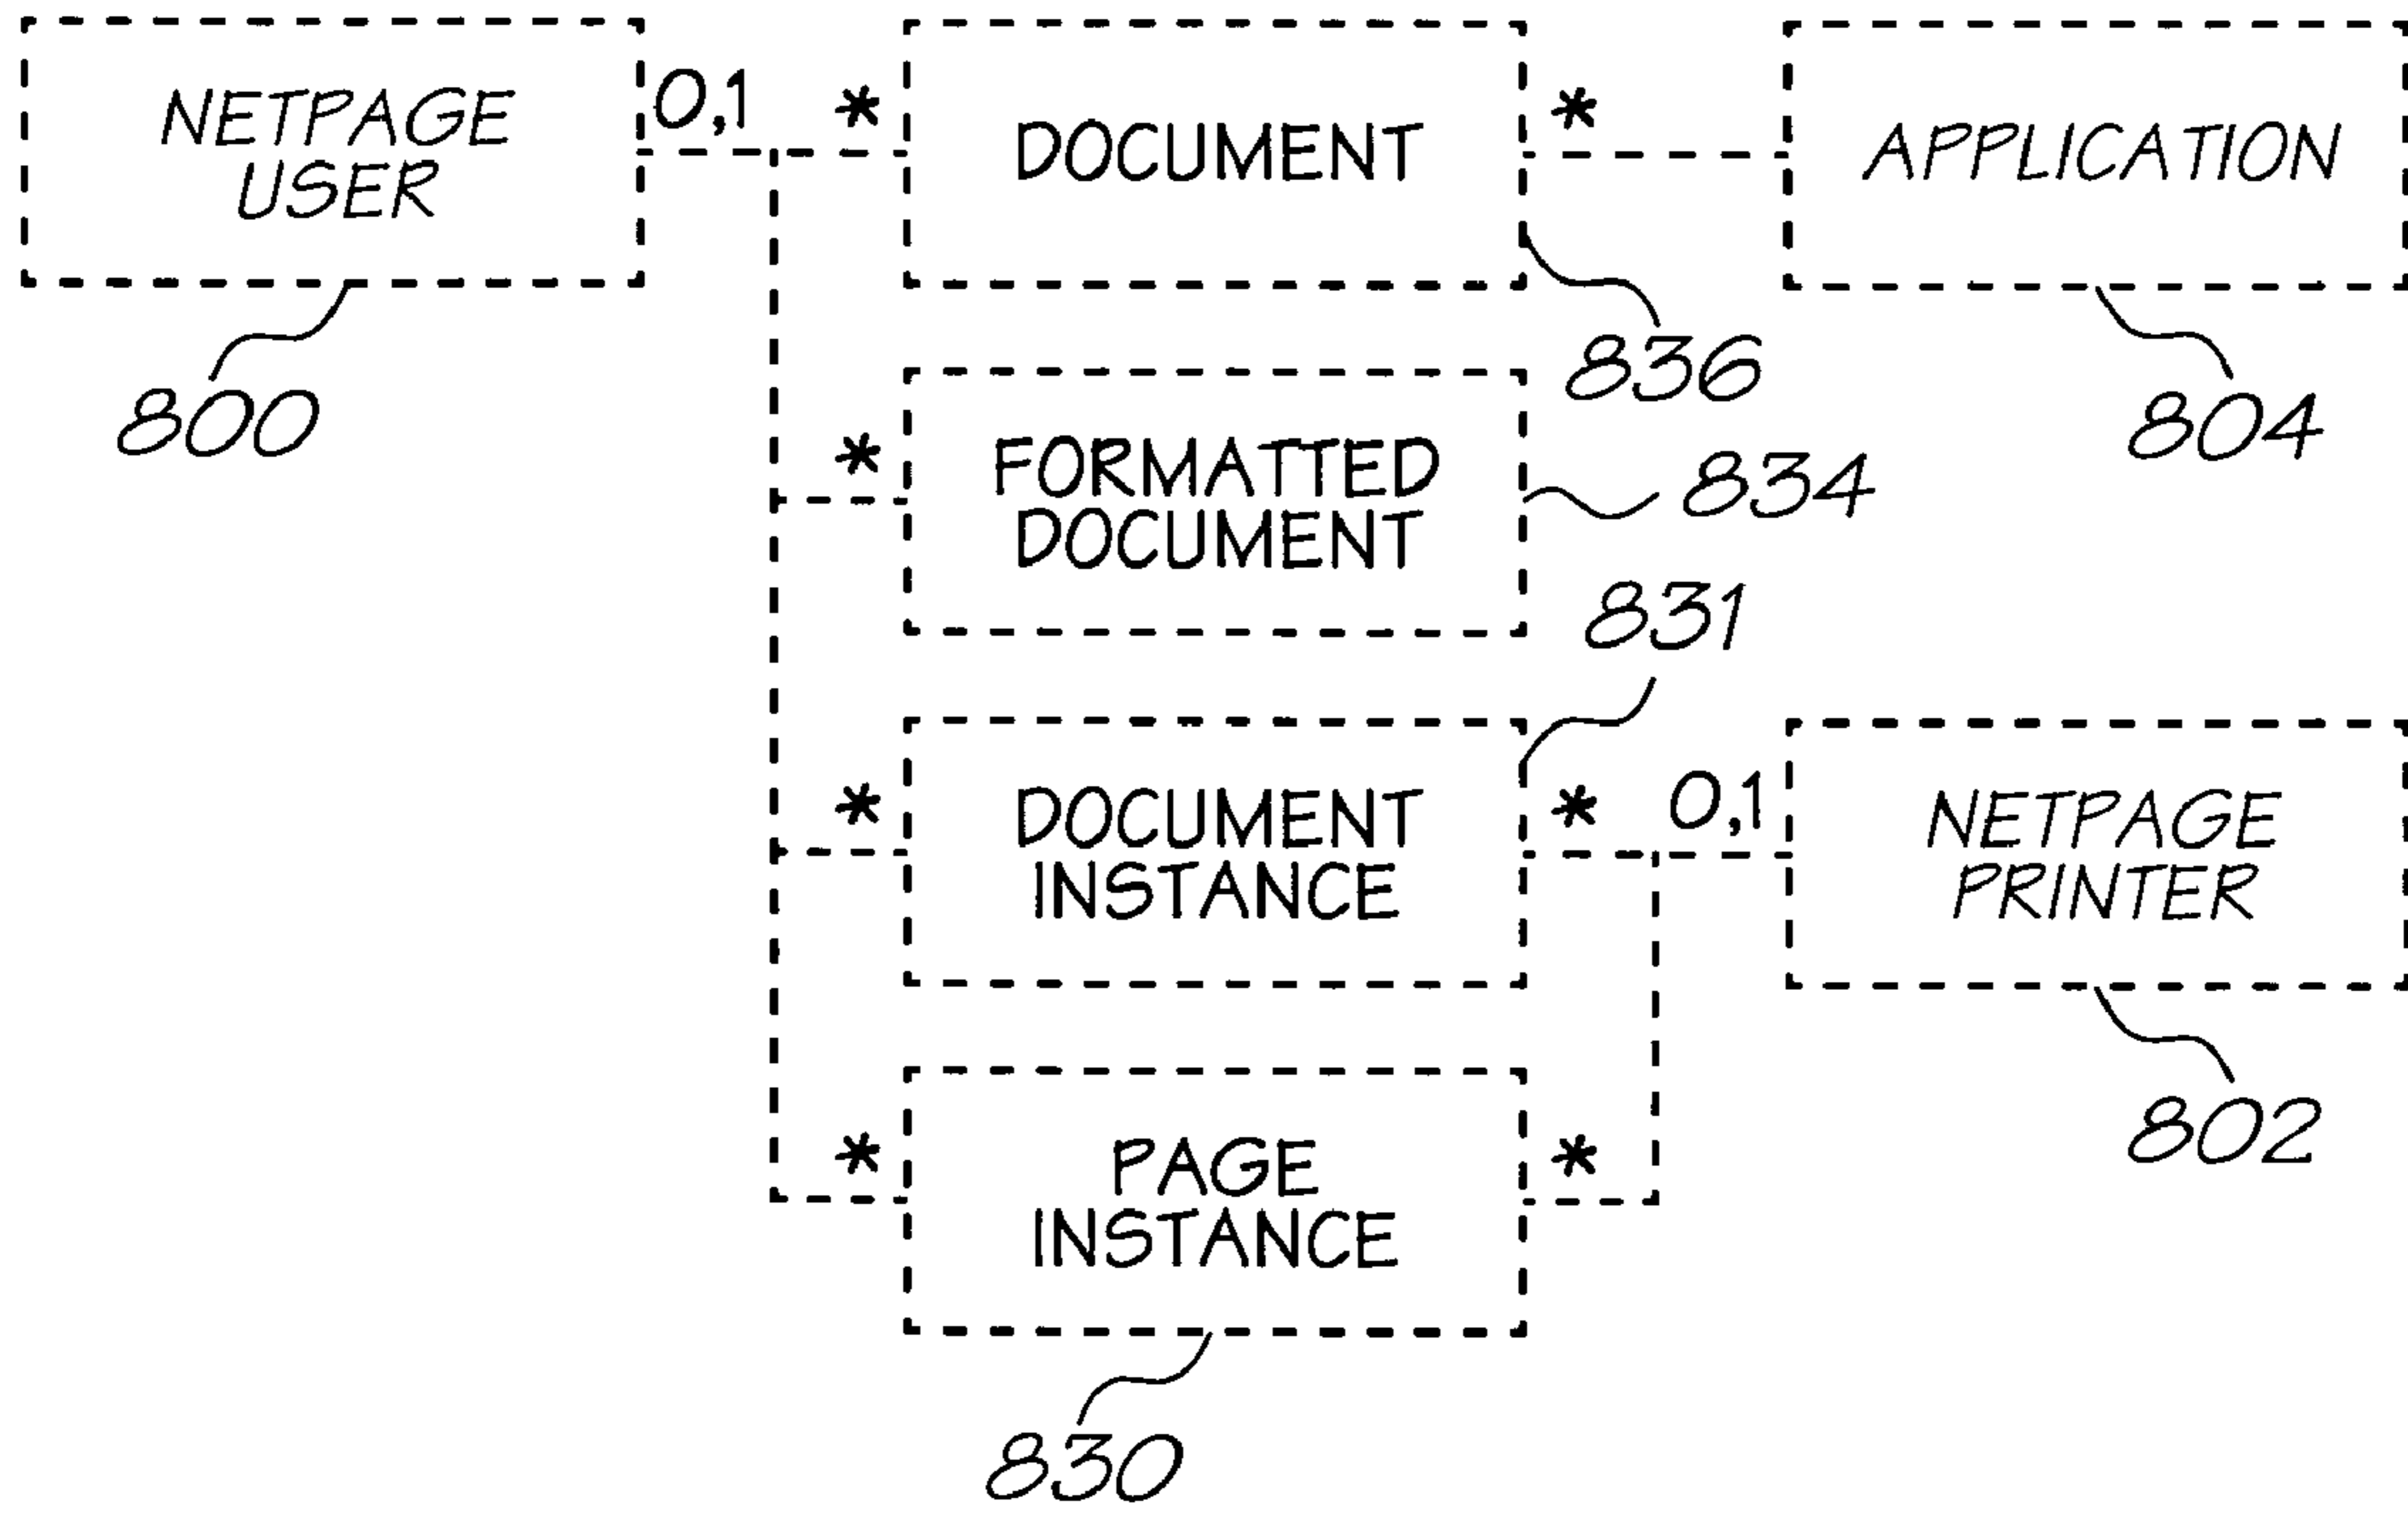 NETPAGE
USER
0,1
*
DOCUMENT
*
APPLICATION
800
836
804
*
FORMATTED
DOCUMENT
834
831
*
DOCUMENT
INSTANCE
*
0,1
NETPAGE
PRINTER
802
*
PAGE
INSTANCE
*
830